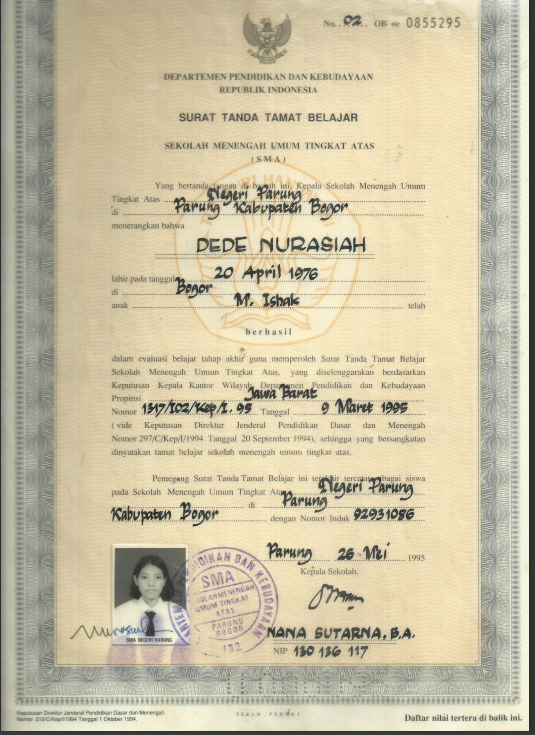 No. 02 OB oe 0855295
DEPARTEMEN PENDIDIKAN DAN KEBUDAYAAN
REPUBLIK INDONESIA
SURAT TANDA TAMAT BELAJAR
SEKOLAH MENENGAH UMUM TINGKAT ATAS
(SMA)
Yang bertanda tangan di bawah ini, Kepala Sekolah Menengah Umum
Tingkat Atas Negeri Parung
di Parung Kabupaten Bogor
menerangkan bahwa
DEDE NURASIAH
lahir pada tanggal 20 April 1976
di Bogor
anak M. Ishak telah
berhasil
dalam evaluasi belajar tahap akhir guna memperoleh Surat Tanda Tamat Belajar
Sekolah Menengah Umum Tingkat Atas, yang diselenggarakan berdasarkan
Keputusan Kepala Kantor Wilayah Departemen Pendidikan dan Kebudayaan
Propinsi Jawa Barat
Nomor 1317/I02/Kep/I.95 Tanggal 9 Maret 1995
( vide Keputusan Direktur Jenderal Pendidikan Dasar dan Menengah
Nomor 297/C/Kep/I/1994 Tanggal 20 September 1994), sehingga yang bersangkutan
dinyatakan tamat belajar sekolah menengah umum tingkat atas.
Pemegang Surat Tanda Tamat Belajar ini terakhir tercatat sebagai siswa
pada Sekolah Menengah Umum Tingkat Atas Negeri Parung
di Parung
Kabupaten Bogor dengan Nomor Induk 92931086
Parung 26 Mei 1995
Kepala Sekolah,
DEPARTEMEN PENDIDIKAN DAN KEBUDAYAAN
SMA
SEKOLAH MENENGAH
UMUM TINGKAT
ATAS
PARUNG
BOGOR
132
SMA NEGERI PARUNG
NANA SUTARNA, B.A.
NIP 130 136 117
Keputusan Direktur Jenderal Pendidikan Dasar dan Menengah
Nomor 310/C/Kep/I/1994 Tanggal 1 Oktober 1994.
Daftar nilai tertera di balik ini.